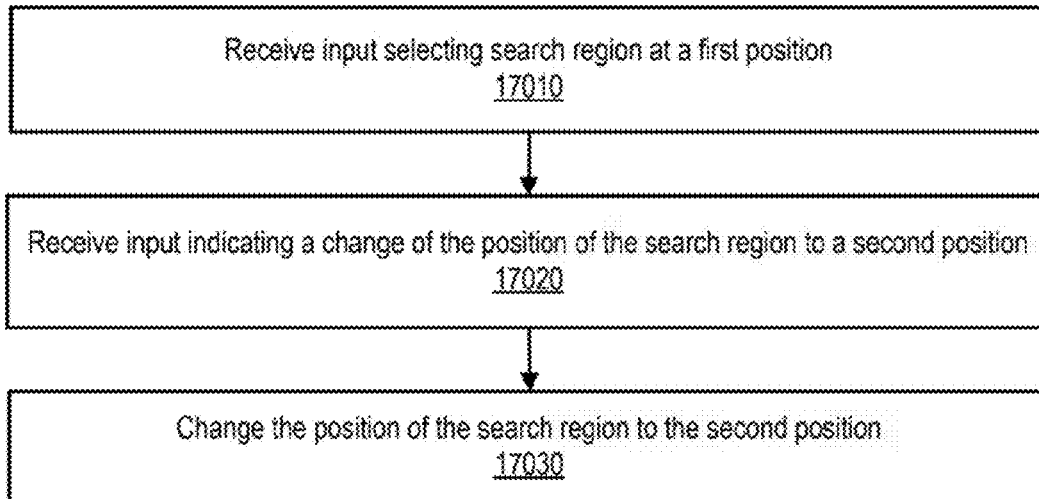 Receive input selecting search region at a first position
17010
Receive input indicating a change of the position of the search region to a second position
17020
Change the position of the search region to the second position
17030